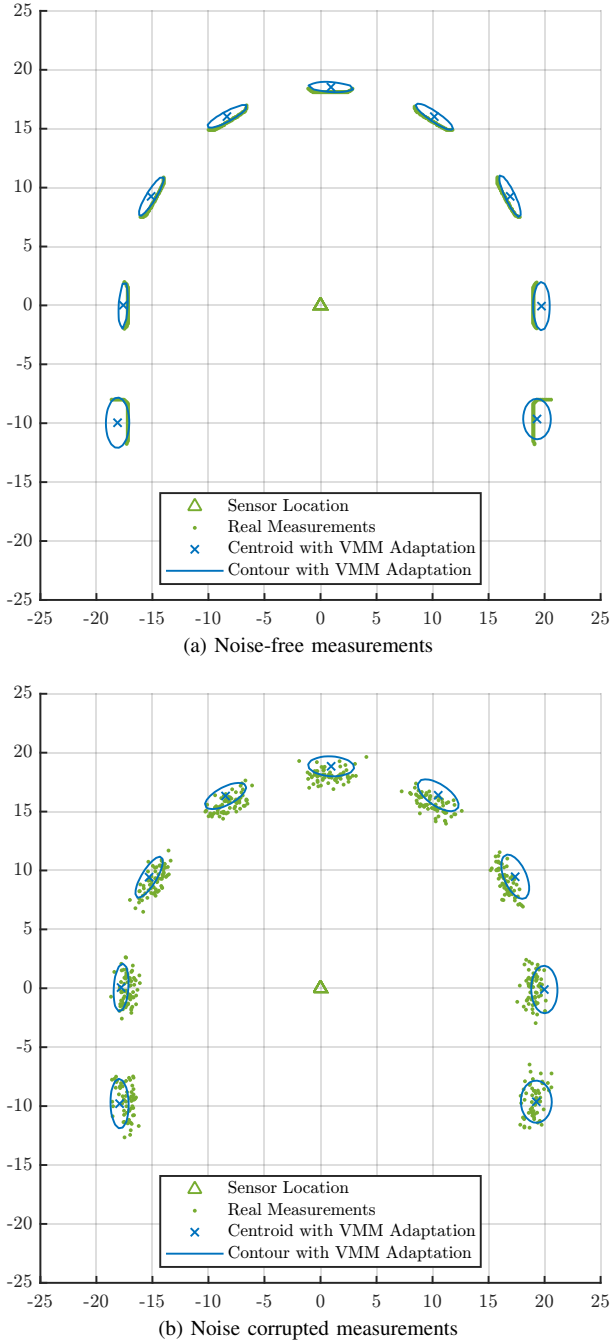 25
20
15
10
5
0
-5
-10
-15
-20
-25
Sensor Location
Real Measurements
Centroid with VMM Adaptation
Contour with VMM Adaptation
-25 -20 -15 -10 -5 0 5 10 15 20 25
(a) Noise-free measurements
25
20
15
10
5
0
-5
-10
-15
-20
-25
Sensor Location
Real Measurements
Centroid with VMM Adaptation
Contour with VMM Adaptation
-25 -20 -15 -10 -5 0 5 10 15 20 25
(b) Noise corrupted measurements